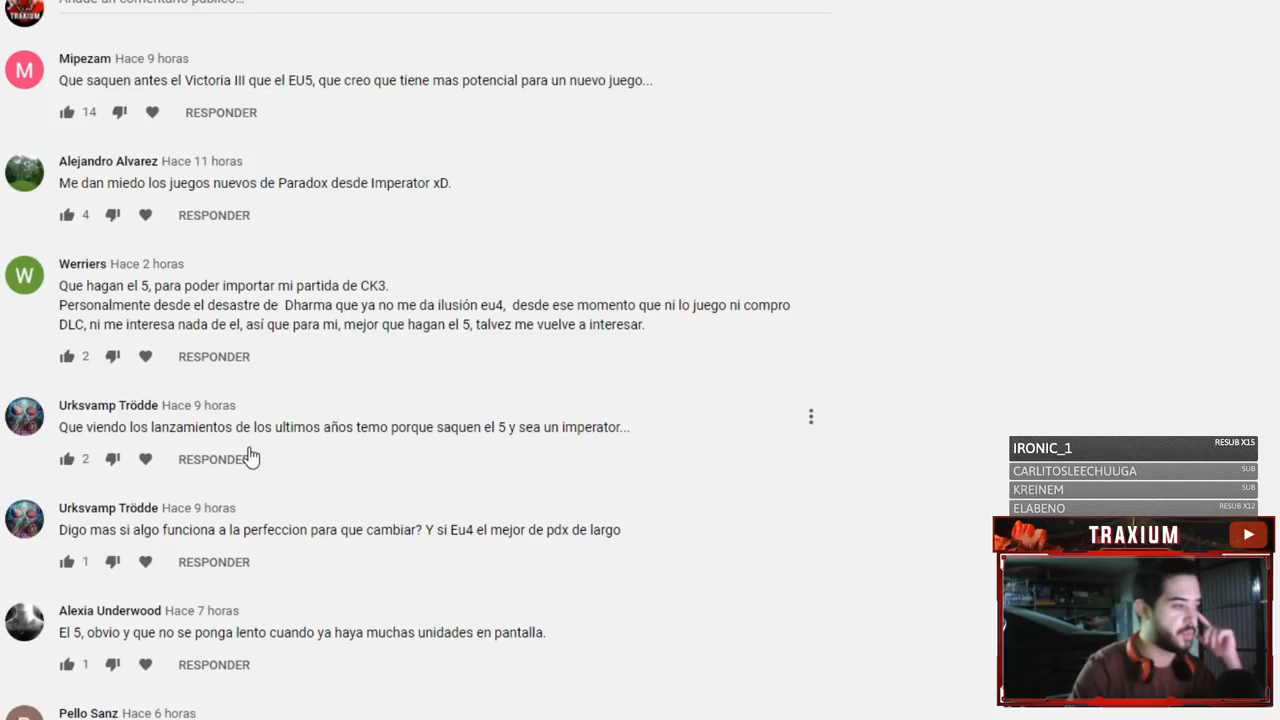 TRAXIUM
Añade un comentario público...
Mipezam Hace 9 horas
Que saquen antes el Victoria III que el EU5, que creo que tiene mas potencial para un nuevo juego...
14 RESPONDER
Alejandro Alvarez Hace 11 horas
Me dan miedo los juegos nuevos de Paradox desde Imperator xD.
4 RESPONDER
W
Werriers Hace 2 horas
Que hagan el 5, para poder importar mi partida de CK3.
Personalmente desde el desastre de Dharma que ya no me da ilusión eu4, desde ese momento que ni lo juego ni compro
DLC, ni me interesa nada de el, así que para mi, mejor que hagan el 5, talvez me vuelve a interesar.
2 RESPONDER
Urksvamp Trödde Hace 9 horas
Que viendo los lanzamientos de los ultimos años temo porque saquen el 5 y sea un imperator...
2 RESPONDER
Urksvamp Trödde Hace 9 horas
Digo mas si algo funciona a la perfeccion para que cambiar? Y si Eu4 el mejor de pdx de largo
1 RESPONDER
Alexia Underwood Hace 7 horas
El 5, obvio y que no se ponga lento cuando ya haya muchas unidades en pantalla.
1 RESPONDER
Pello Sanz Hace 6 horas
M
IRONIC_1 RESUB X15
CARLITOSLEECHUUGA SUB
KREINEM SUB
ELABENO RESUB X12
TRAXIUM